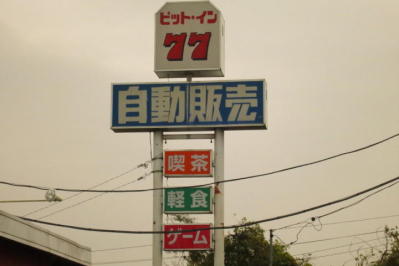 ピット・イン
77
自動販売
喫茶
軽食
ゲーム